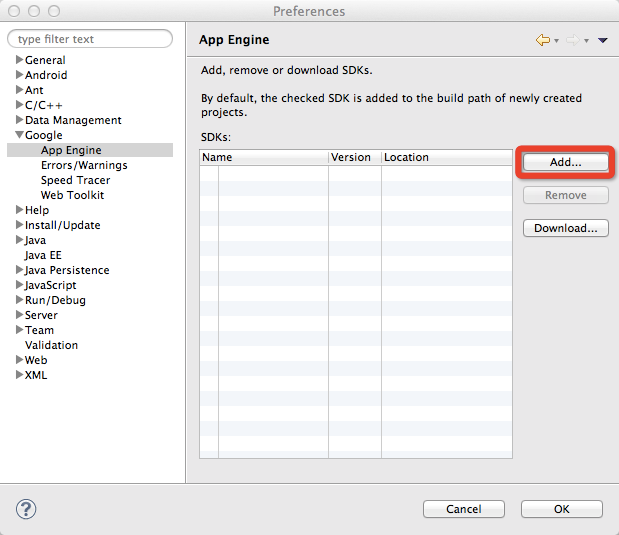 Preferences
type filter text
General
Android
Ant
C/C++
Data Management
Google
App Engine
Errors/Warnings
Speed Tracer
Web Toolkit
Help
Install/Update
Java
Java EE
Java Persistence
JavaScript
Run/Debug
Server
Team
Validation
Web
XML
App Engine
Add, remove or download SDKs.
By default, the checked SDK is added to the build path of newly created
projects.
SDKs:
Name Version Location
Add...
Remove
Download...
?
Cancel OK